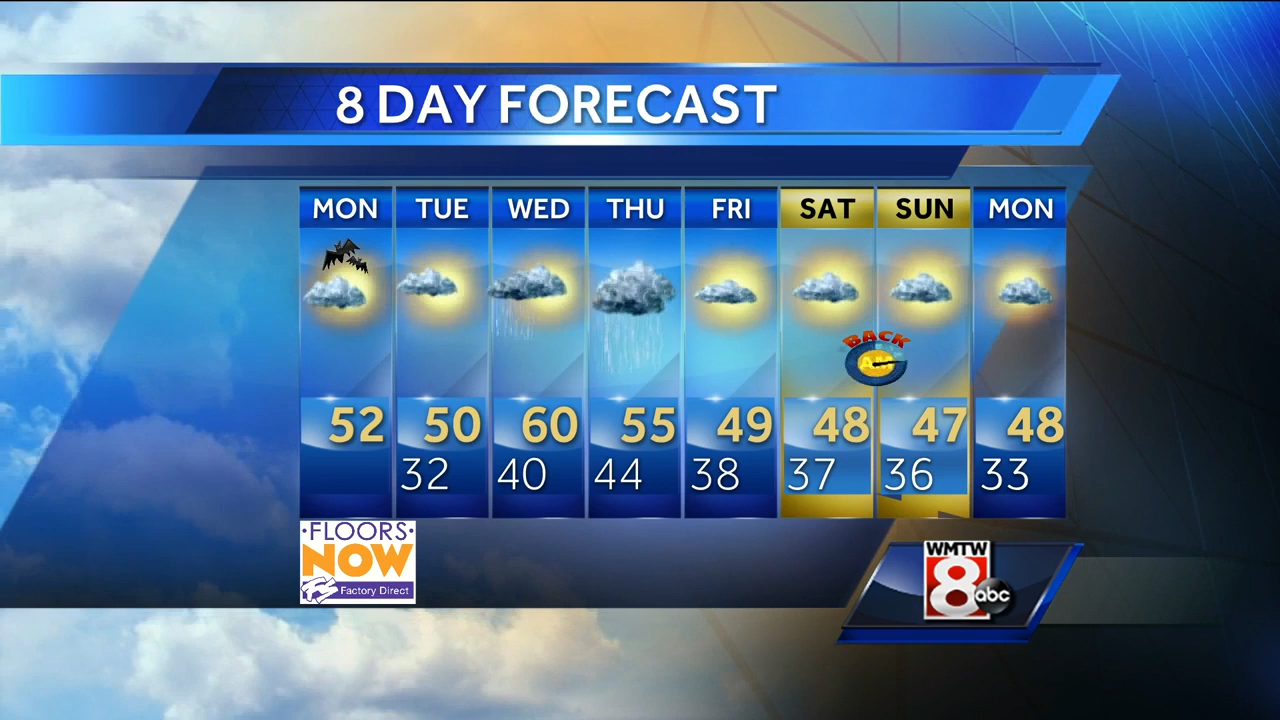 8 DAY FORECAST
MON TUE WED THU FRI SAT SUN MON
BACK
52 50 60 55 49 48 47 48
32 40 44 38 37 36 33
·FLOORS·
NOW
Factory Direct
WMTW
8
abc